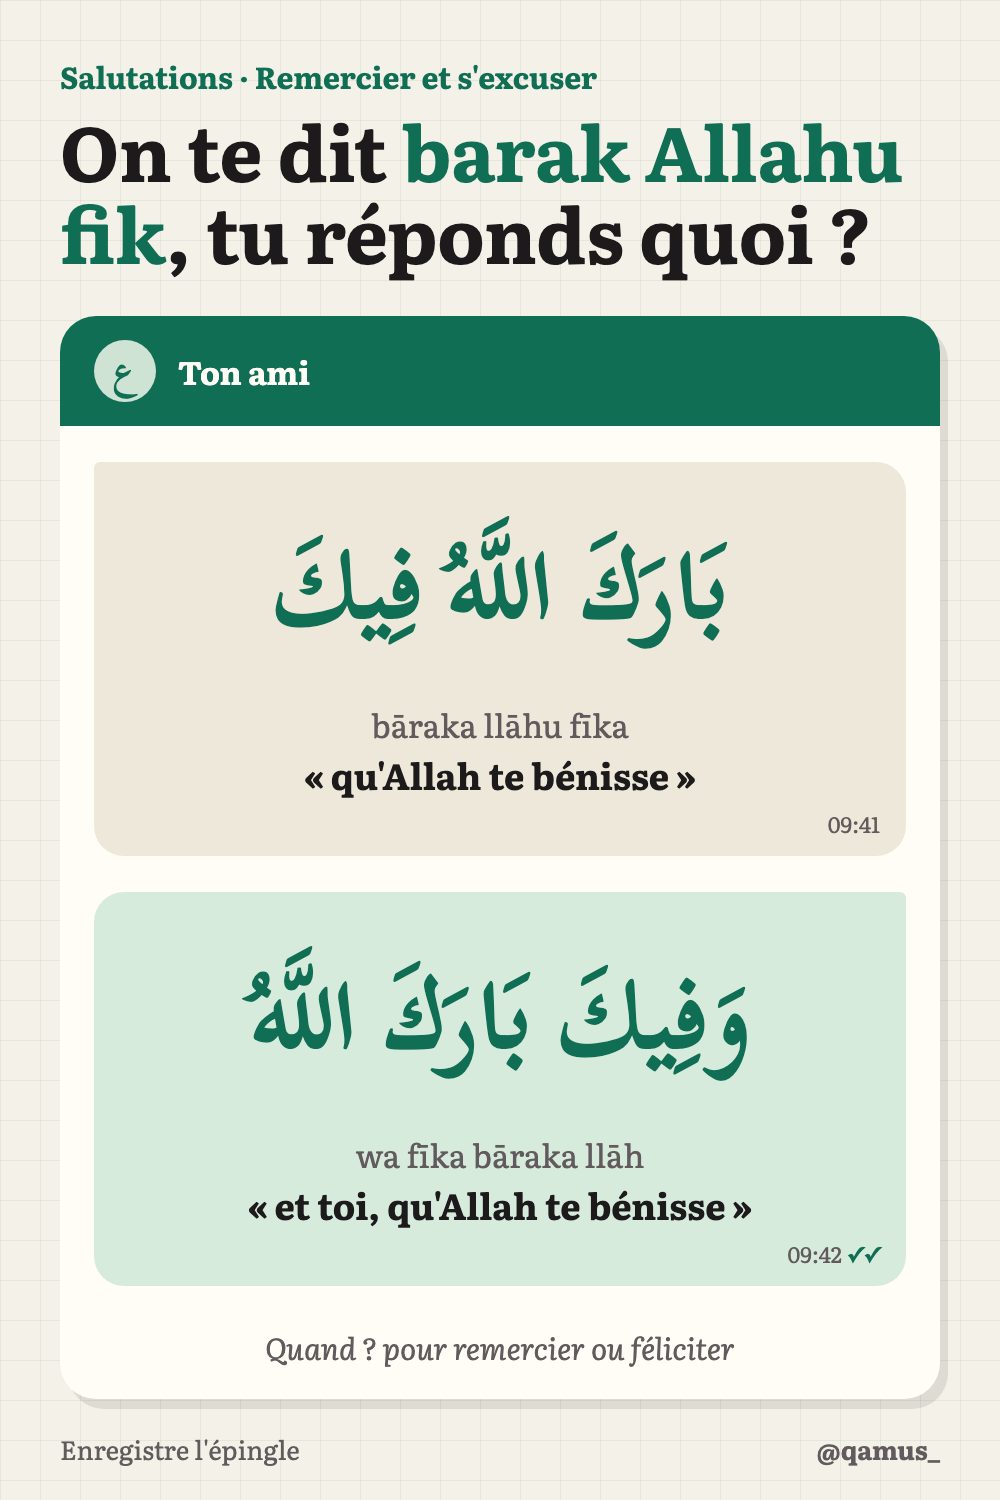 Salutations · Remercier et s'excuser
On te dit barak Allahu
fik, tu réponds quoi ?
ع
Ton ami
بَارَكَ اللَّهُ فِيكَ
bāraka llāhu fīka
« qu'Allah te bénisse »
09:41
وَفِيكَ بَارَكَ اللَّهُ
wa fīka bāraka llāh
« et toi, qu'Allah te bénisse »
09:42 ✓✓
Quand ? pour remercier ou féliciter
Enregistre l'épingle
@qamus_